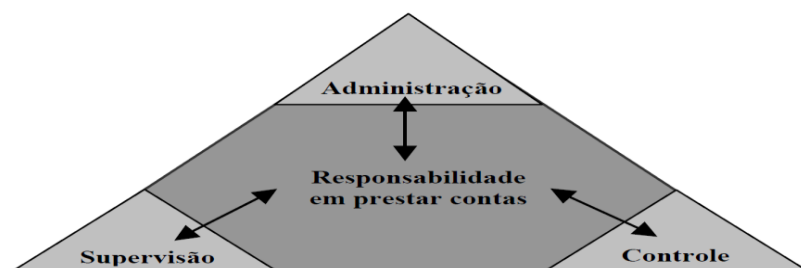 Administração
Responsabilidade
em prestar contas
Supervisão
Controle